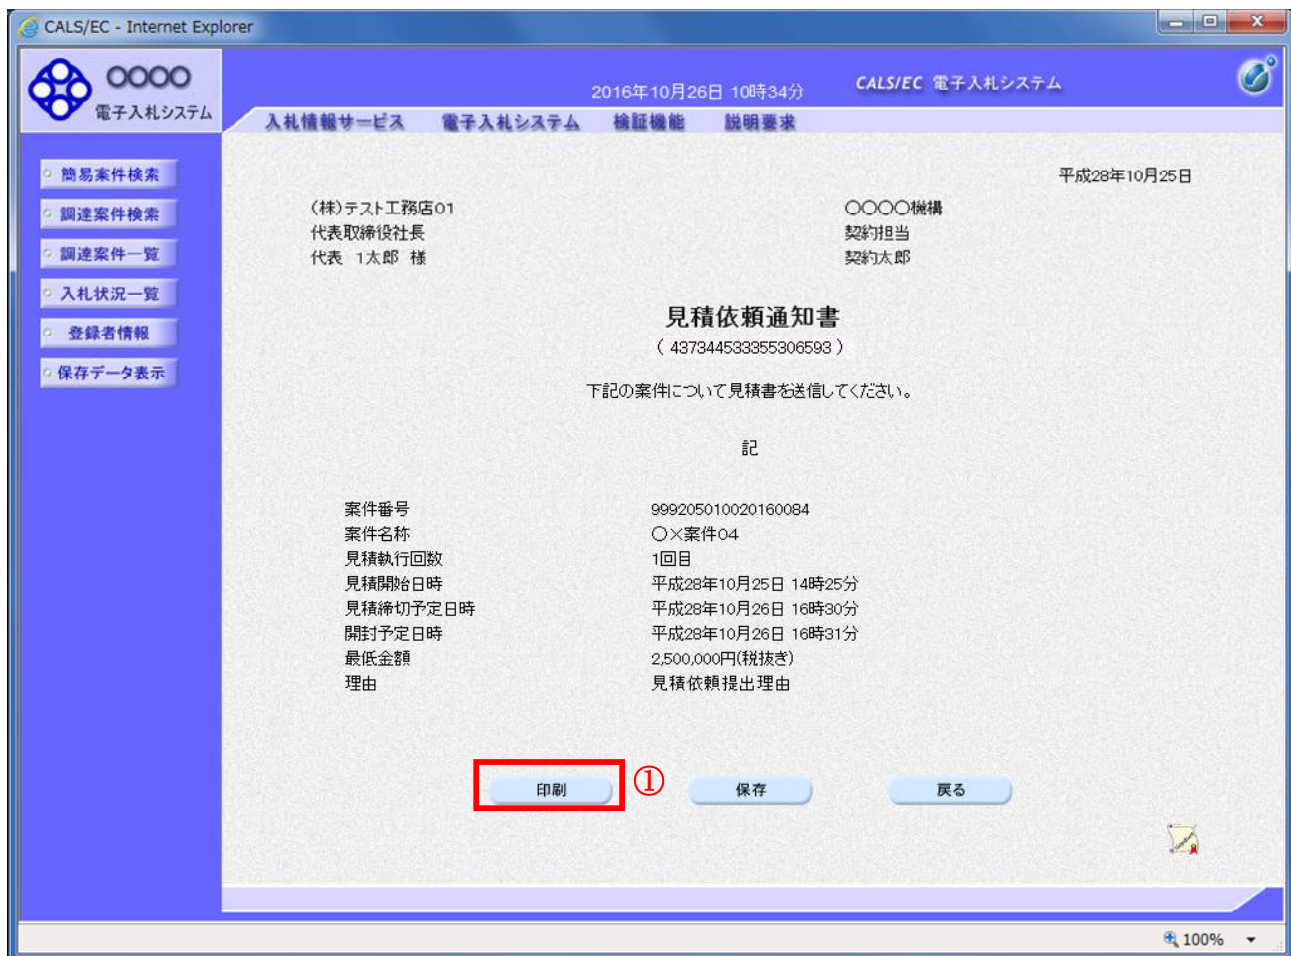 CALS/EC - Internet Explorer
OOOO
電子入札システム
2016年10月26日 10時34分
CALS/EC 電子入札システム
入札情報サービス 電子入札システム 検証機能 説明要求
簡易案件検索
調達案件検索
調達案件一覧
入札状況一覧
登録者情報
保存データ表示
平成28年10月25日
(株)テスト工務店01
代表取締役社長
代表 1太郎 様
〇〇〇〇機構
契約担当
契約太郎
見積依頼通知書
( 437344533355306593 )
下記の案件について見積書を送信してください。
記
案件番号 999205010020160084
案件名称 〇×案件04
見積執行回数 1回目
見積開始日時 平成28年10月25日 14時25分
見積締切予定日時 平成28年10月26日 16時30分
開封予定日時 平成28年10月26日 16時31分
最低金額 2,500,000円(税抜き)
理由 見積依頼提出理由
印刷 ① 保存 戻る
100%